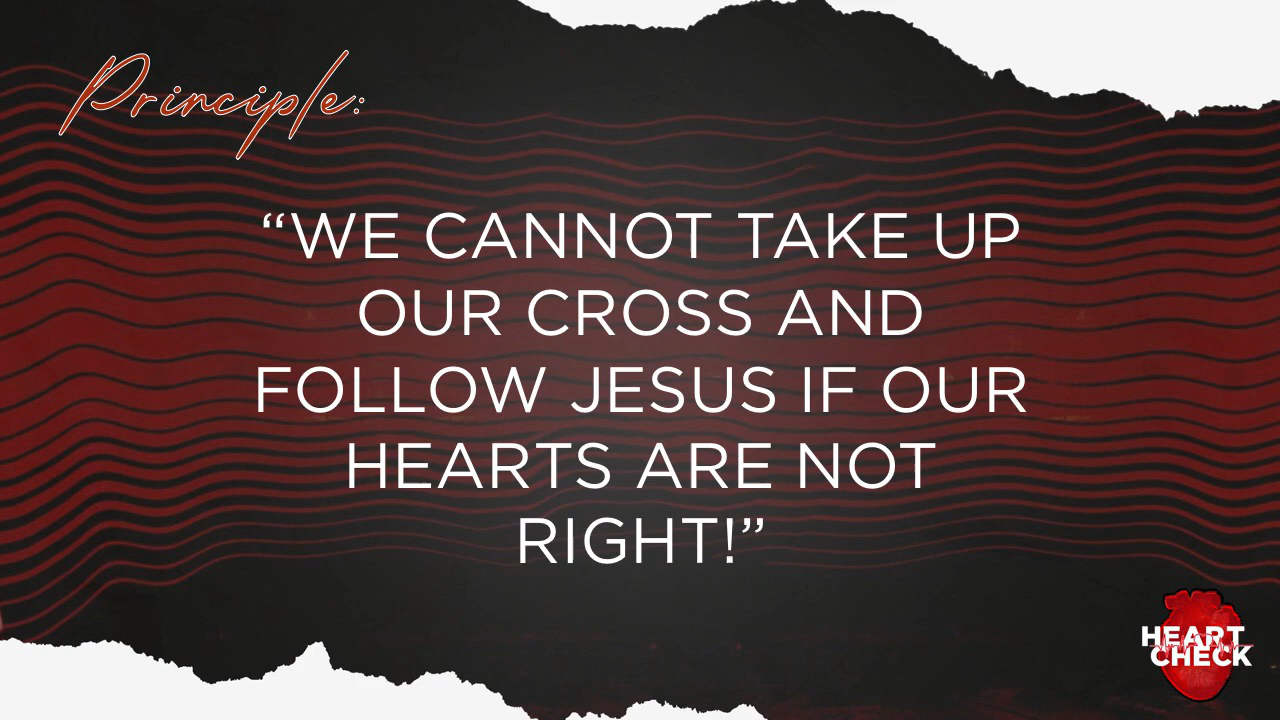 Principle:
“WE CANNOT TAKE UP
OUR CROSS AND
FOLLOW JESUS IF OUR
HEARTS ARE NOT
RIGHT!”
HEART
CHECK